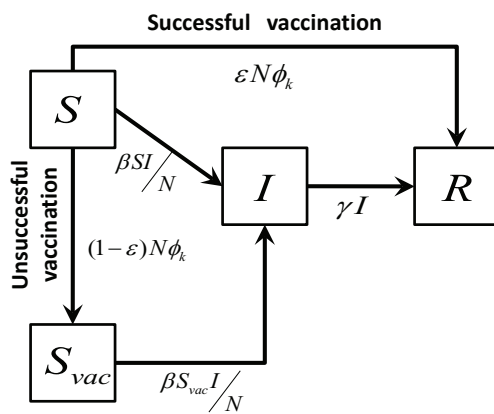 Successful vaccination
εNϕ_k
S
βSI/N
I
γI
R
Unsuccessful
vaccination
(1−ε)Nϕ_k
S_vac
βS_vac I/N